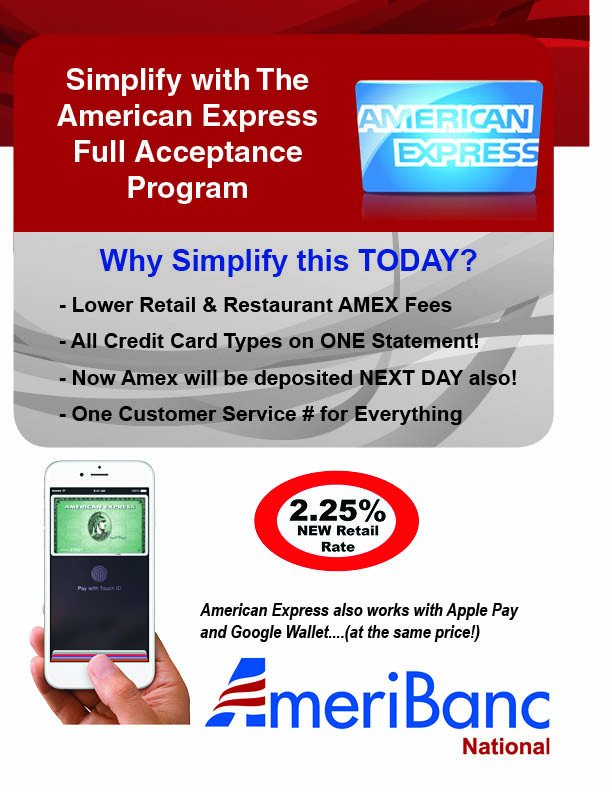 Simplify with The
American Express
Full Acceptance
Program
AMERICAN
EXPRESS
Why Simplify this TODAY?
- Lower Retail & Restaurant AMEX Fees
- All Credit Card Types on ONE Statement!
- Now Amex will be deposited NEXT DAY also!
- One Customer Service # for Everything
AMERICAN EXPRESS
Pay with Touch ID
2.25%
NEW Retail
Rate
American Express also works with Apple Pay
and Google Wallet....(at the same price!)
AmeriBanc
National